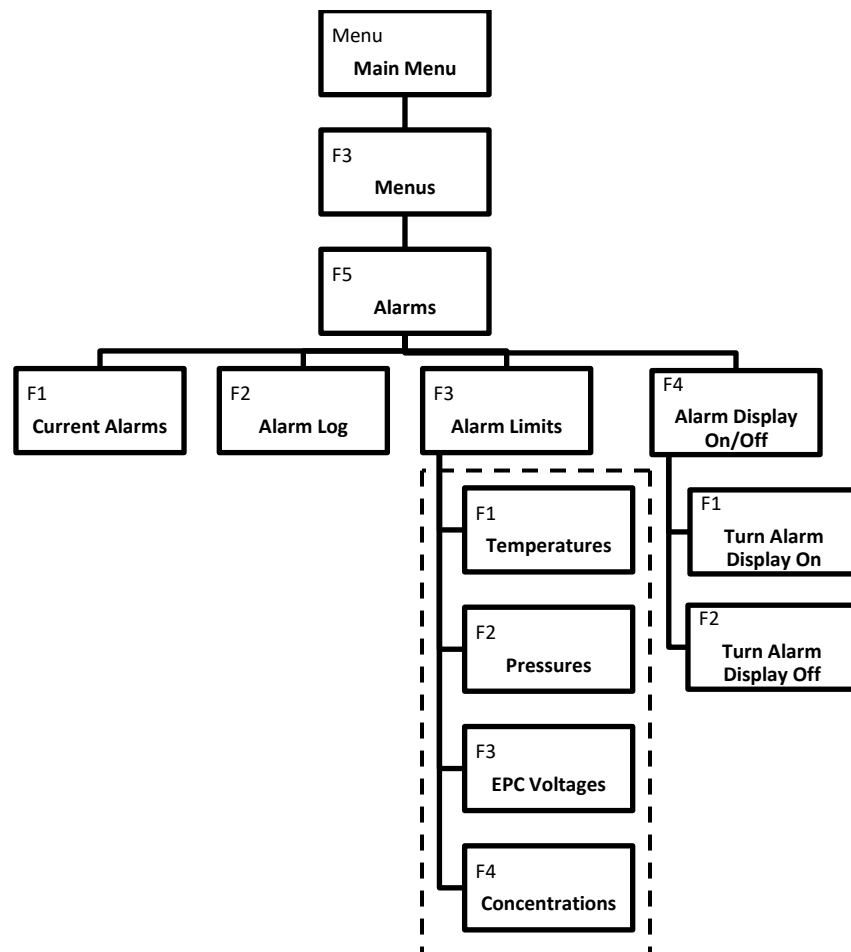 Menu
Main Menu
F3
Menus
F5
Alarms
F1
Current Alarms
F2
Alarm Log
F3
Alarm Limits
F4
Alarm Display
On/Off
F1
Temperatures
F2
Pressures
F3
EPC Voltages
F4
Concentrations
F1
Turn Alarm
Display On
F2
Turn Alarm
Display Off